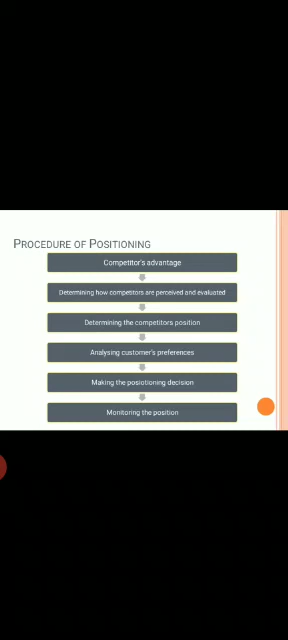 PROCEDURE OF POSITIONING
Competitor's advantage
Determining how competitors are perceived and evaluated
Determining the competitors position
Analysing customer's preferences
Making the posiotioning decision
Monitoring the position